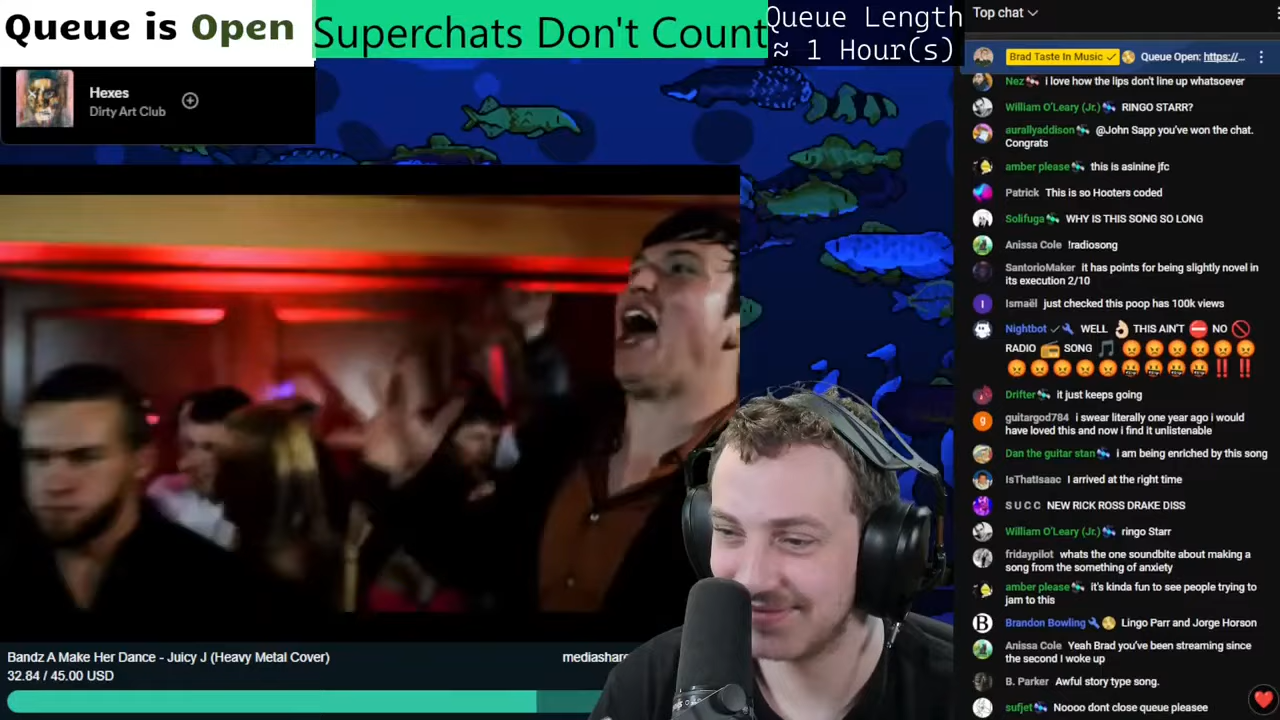 Queue is Open
Superchats Don't Count
Queue Length
≈ 1 Hour(s)
Hexes
Dirty Art Club
Bandz A Make Her Dance - Juicy J (Heavy Metal Cover)
mediashare
32.84 / 45.00 USD
Top chat
Brad Taste In Music Queue Open: https://...
Nez i love how the lips don't line up whatsoever
William O'Leary (Jr.) RINGO STARR?
aurallyaddison @John Sapp you've won the chat.
Congrats
amber please this is asinine jfc
Patrick This is so Hooters coded
Solifuga WHY IS THIS SONG SO LONG
Anissa Cole !radiosong
SantorioMaker it has points for being slightly novel in
its execution 2/10
Ismaël just checked this poop has 100k views
Nightbot WELL 👌🏻 THIS AIN'T ⛔ NO 🚫
RADIO 📻 SONG 🎵 😡 😡 😡 😡 😡 😡
😡 😡 😡 😡 😡 🤬 🤬 🤬 🤬 ‼️ ‼️
Drifter it just keeps going
guitargod784 i swear literally one year ago i would
have loved this and now i find it unlistenable
Dan the guitar stan i am being enriched by this song
IsThatIsaac I arrived at the right time
S U C C NEW RICK ROSS DRAKE DISS
William O'Leary (Jr.) ringo Starr
fridaypilot whats the one soundbite about making a
song from the something of anxiety
amber please it's kinda fun to see people trying to
jam to this
Brandon Bowling Lingo Parr and Jorge Horson
Anissa Cole Yeah Brad you've been streaming since
the second I woke up
B. Parker Awful story type song.
sufjet Noooo dont close queue pleasee